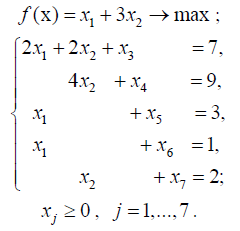 f(x) = x₁ + 3x₂ → max ;
2x₁ + 2x₂ + x₃ = 7,
4x₂ + x₄ = 9,
x₁ + x₅ = 3,
x₁ + x₆ = 1,
x₂ + x₇ = 2;
xⱼ ≥ 0 , j = 1,...,7 .